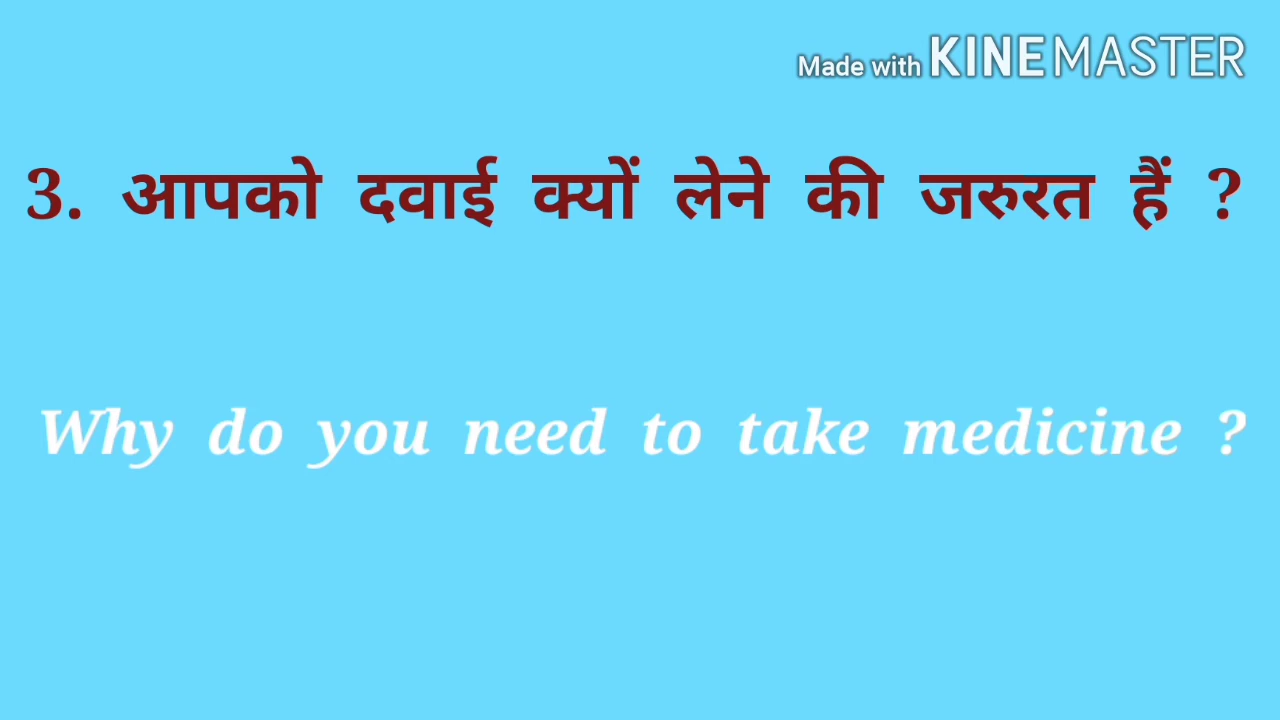 Made with KINEMASTER
3. आपको दवाई क्यों लेने की जरुरत हैं ?
Why do you need to take medicine ?